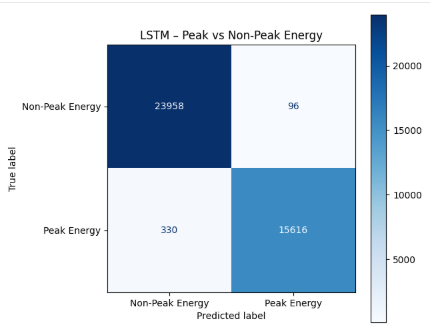 LSTM – Peak vs Non-Peak Energy
Non-Peak Energy
23958
96
Peak Energy
330
15616
Non-Peak Energy
Peak Energy
Predicted label
True label
20000
15000
10000
5000